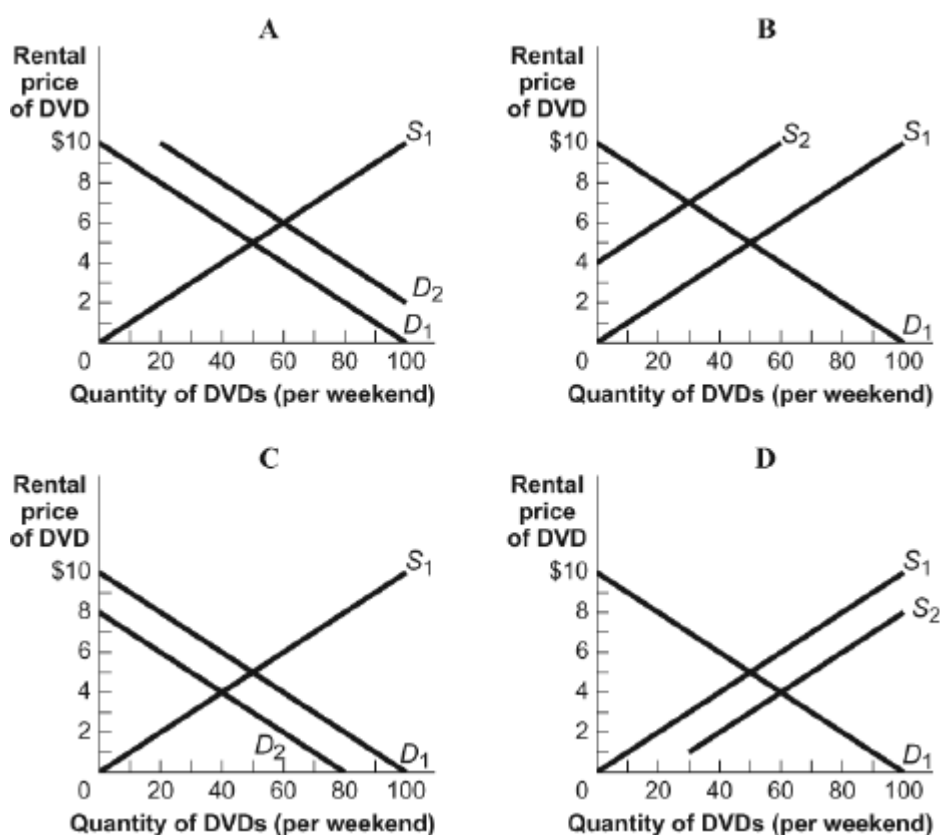 A
Rental
price
of DVD
$10
8
6
4
2
0
20 40 60 80 100
Quantity of DVDs (per weekend)
S1
D2
D1
B
Rental
price
of DVD
$10
8
6
4
2
0
20 40 60 80 100
Quantity of DVDs (per weekend)
S2
S1
D1
C
Rental
price
of DVD
$10
8
6
4
2
0
20 40 60 80 100
Quantity of DVDs (per weekend)
S1
D2
D1
D
Rental
price
of DVD
$10
8
6
4
2
0
20 40 60 80 100
Quantity of DVDs (per weekend)
S1
S2
D1